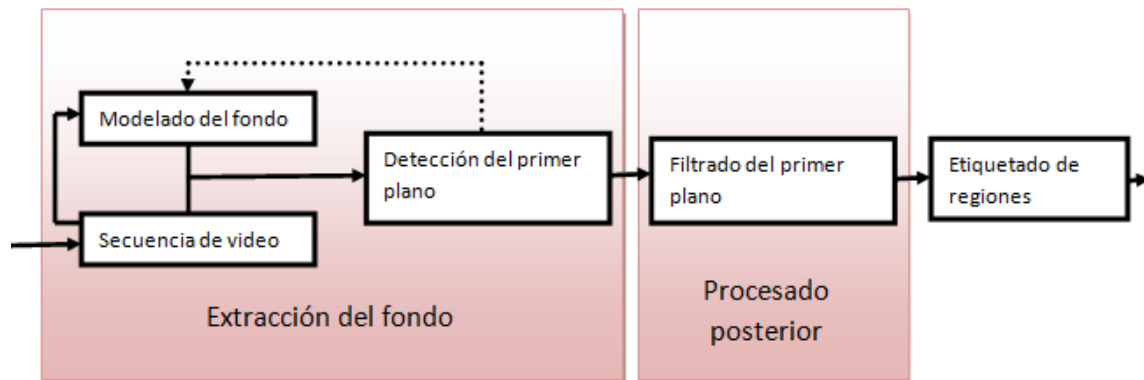 Modelado del fondo
Secuencia de video
Detección del primer
plano
Extracción del fondo
Filtrado del primer
plano
Procesado
posterior
Etiquetado de
regiones